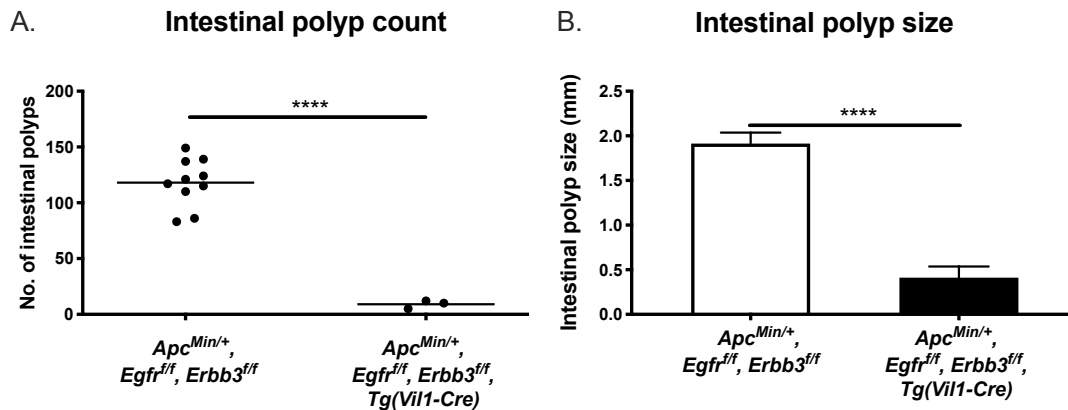 A.
Intestinal polyp count
No. of intestinal polyps
200
150
100
50
0
****
Apc^Min/+,
Egfr^f/f, Erbb3^f/f
Apc^Min/+,
Egfr^f/f, Erbb3^f/f,
Tg(Vil1-Cre)
B.
Intestinal polyp size
Intestinal polyp size (mm)
2.5
2.0
1.5
1.0
0.5
0.0
****
Apc^Min/+,
Egfr^f/f, Erbb3^f/f
Apc^Min/+,
Egfr^f/f, Erbb3^f/f,
Tg(Vil1-Cre)